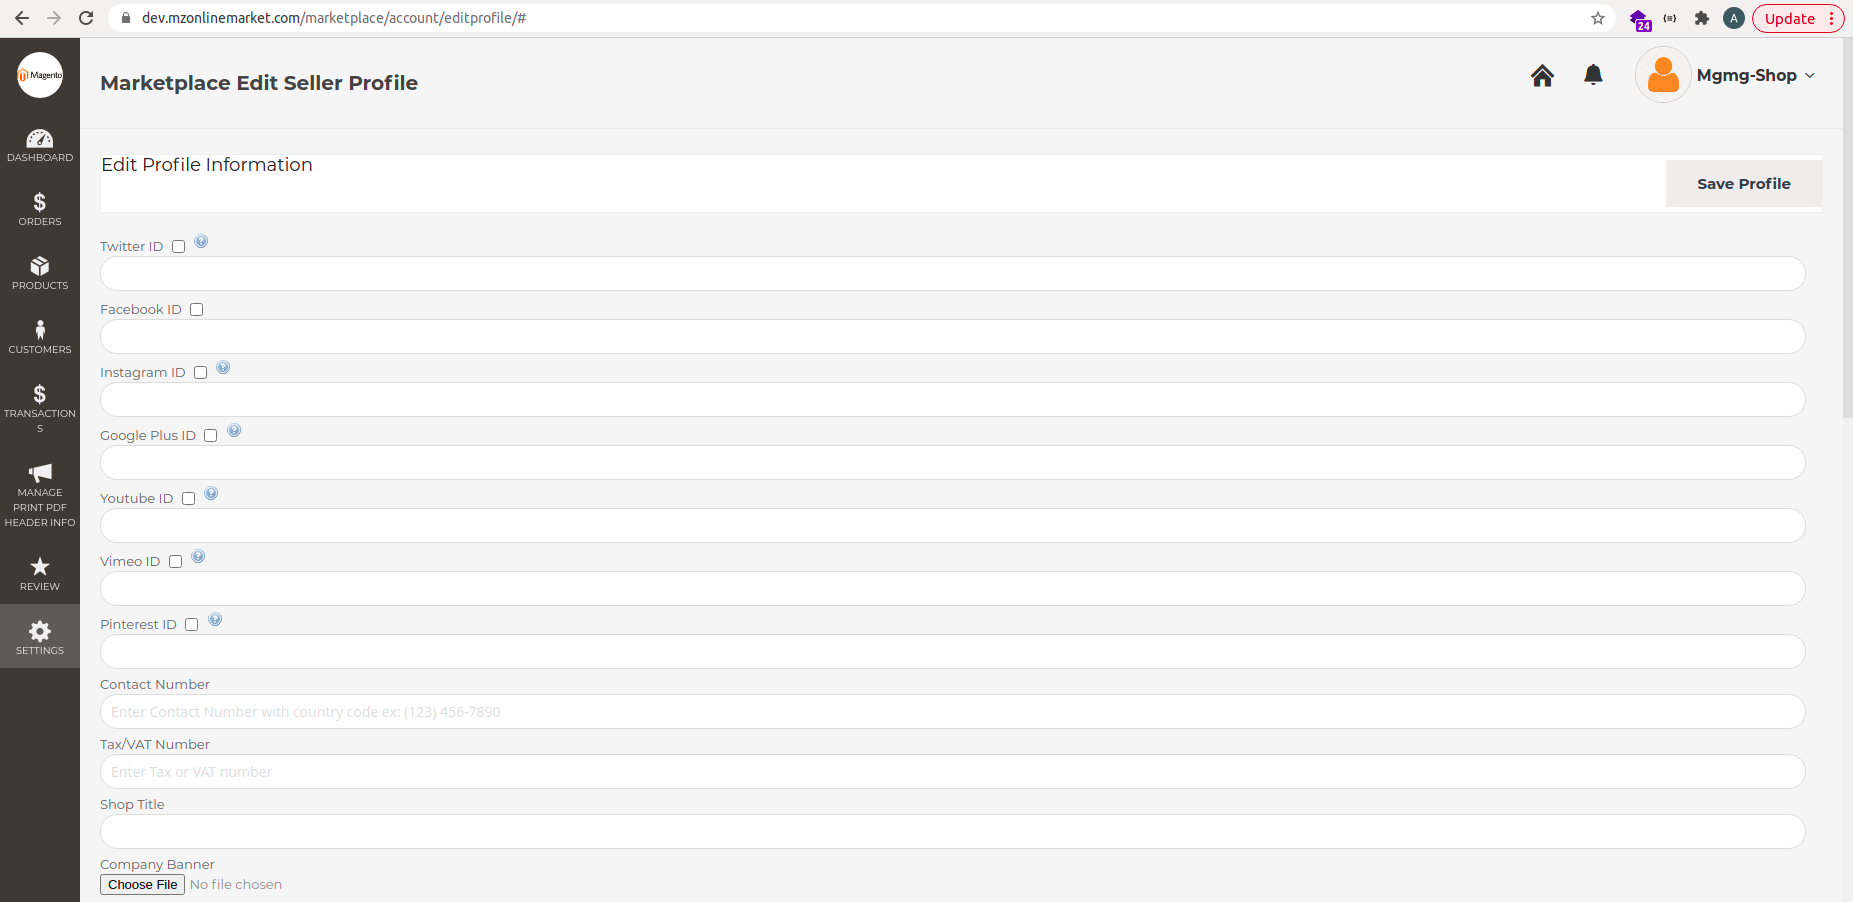 dev.mzonlinemarket.com/marketplace/account/editprofile/#
24
A
Update
Magento
Marketplace Edit Seller Profile
Mgmg-Shop
DASHBOARD
ORDERS
PRODUCTS
CUSTOMERS
TRANSACTION
S
MANAGE
PRINT PDF
HEADER INFO
REVIEW
SETTINGS
Edit Profile Information
Save Profile
Twitter ID
Facebook ID
Instagram ID
Google Plus ID
Youtube ID
Vimeo ID
Pinterest ID
Contact Number
Enter Contact Number with country code ex: (123) 456-7890
Tax/VAT Number
Enter Tax or VAT number
Shop Title
Company Banner
Choose File No file chosen